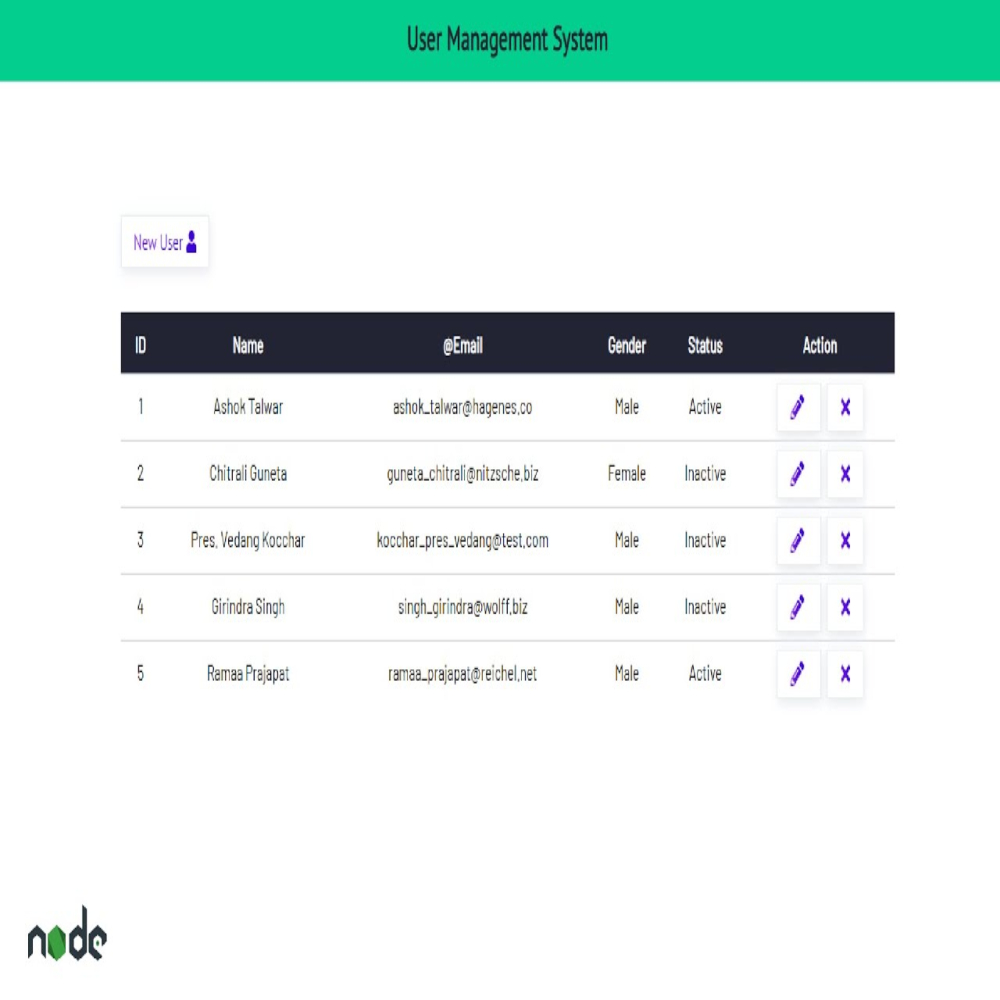 User Management System
New User
ID Name @Email Gender Status Action
1 Ashok Talwar ashok_talwar@hagenes.co Male Active
2 Chitrali Guneta guneta_chitrali@nitzsche.biz Female Inactive
3 Pres. Vedang Kocchar kocchar_pres_vedang@test.com Male Inactive
4 Girindra Singh singh_girindra@wolff.biz Male Inactive
5 Ramaa Prajapat ramaa_prajapat@reichel.net Male Active
node